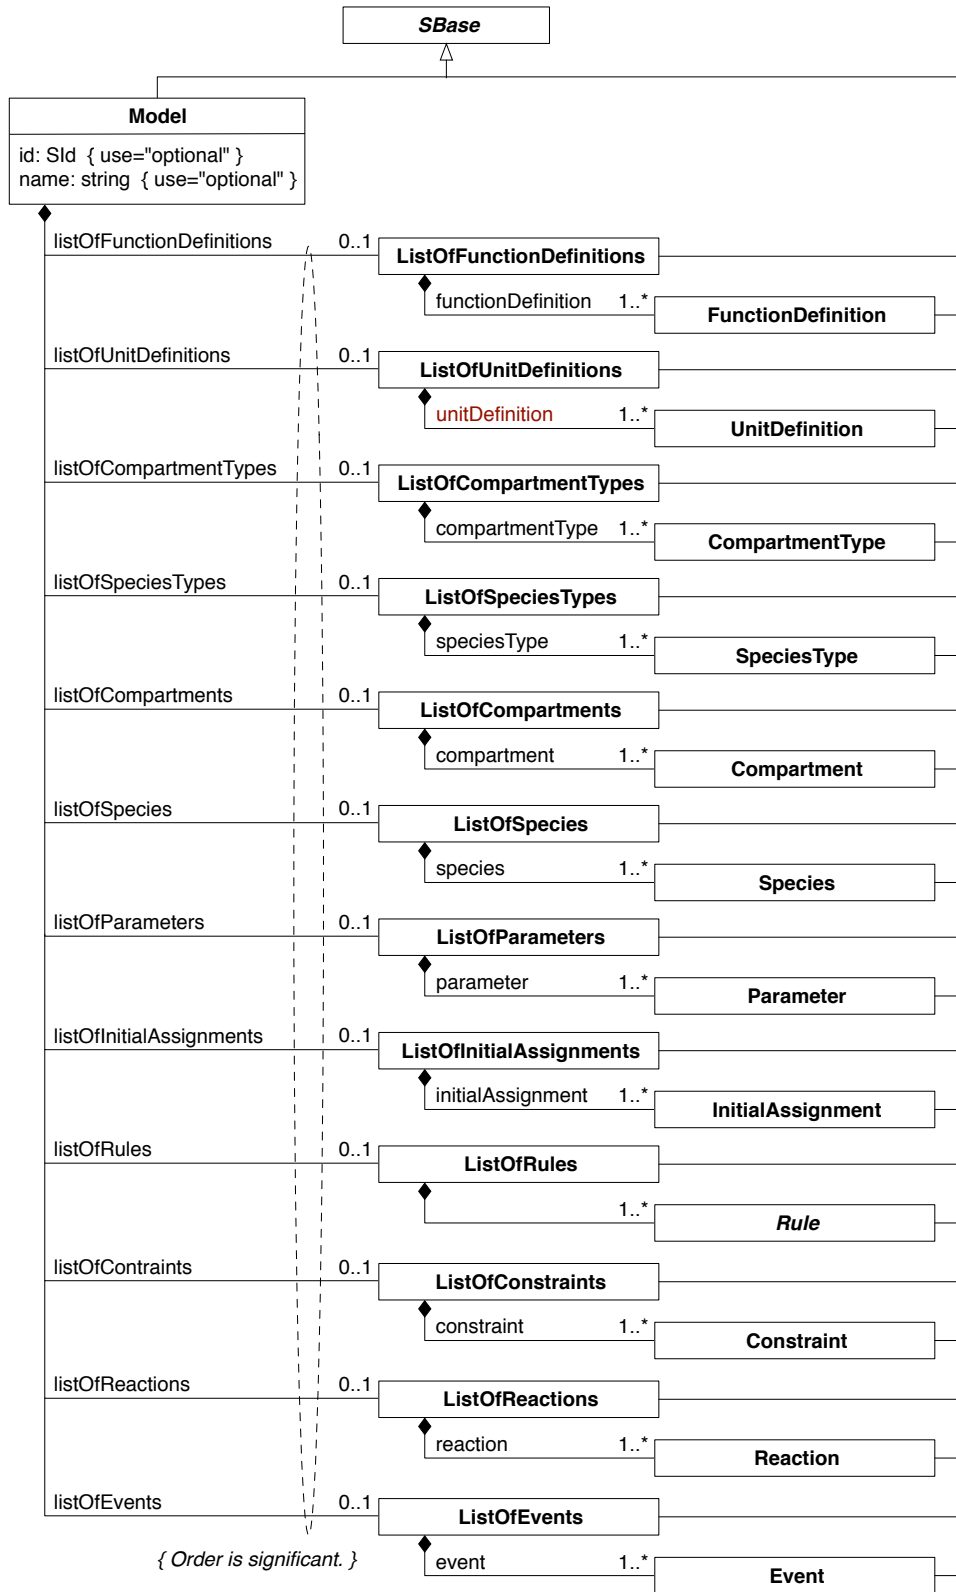 SBase
Model
id: SId { use="optional" }
name: string { use="optional" }
listOfFunctionDefinitions 0..1 ListOfFunctionDefinitions
functionDefinition 1..* FunctionDefinition
listOfUnitDefinitions 0..1 ListOfUnitDefinitions
unitDefinition 1..* UnitDefinition
listOfCompartmentTypes 0..1 ListOfCompartmentTypes
compartmentType 1..* CompartmentType
listOfSpeciesTypes 0..1 ListOfSpeciesTypes
speciesType 1..* SpeciesType
listOfCompartments 0..1 ListOfCompartments
compartment 1..* Compartment
listOfSpecies 0..1 ListOfSpecies
species 1..* Species
listOfParameters 0..1 ListOfParameters
parameter 1..* Parameter
listOfInitialAssignments 0..1 ListOfInitialAssignments
initialAssignment 1..* InitialAssignment
listOfRules 0..1 ListOfRules
1..* Rule
listOfContraints 0..1 ListOfConstraints
constraint 1..* Constraint
listOfReactions 0..1 ListOfReactions
reaction 1..* Reaction
listOfEvents 0..1 ListOfEvents
{ Order is significant. } event 1..* Event